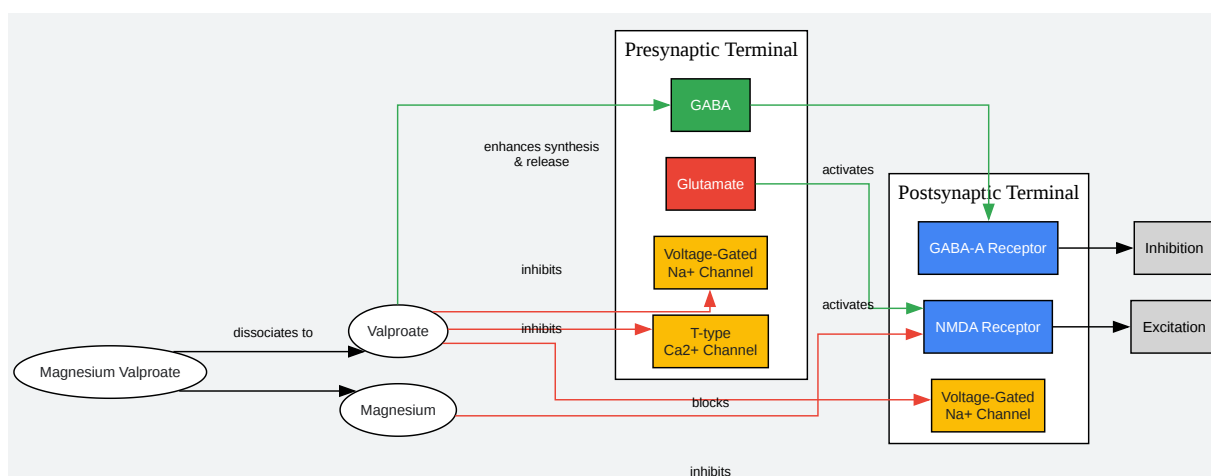 Presynaptic Terminal
GABA
enhances synthesis
& release
Glutamate
activates
Postsynaptic Terminal
Voltage-Gated
Na+ Channel
GABA-A Receptor
Inhibition
inhibits
activates
dissociates to
Valproate
inhibits
T-type
Ca2+ Channel
NMDA Receptor
Excitation
Magnesium Valproate
Magnesium
blocks
Voltage-Gated
Na+ Channel
inhibits